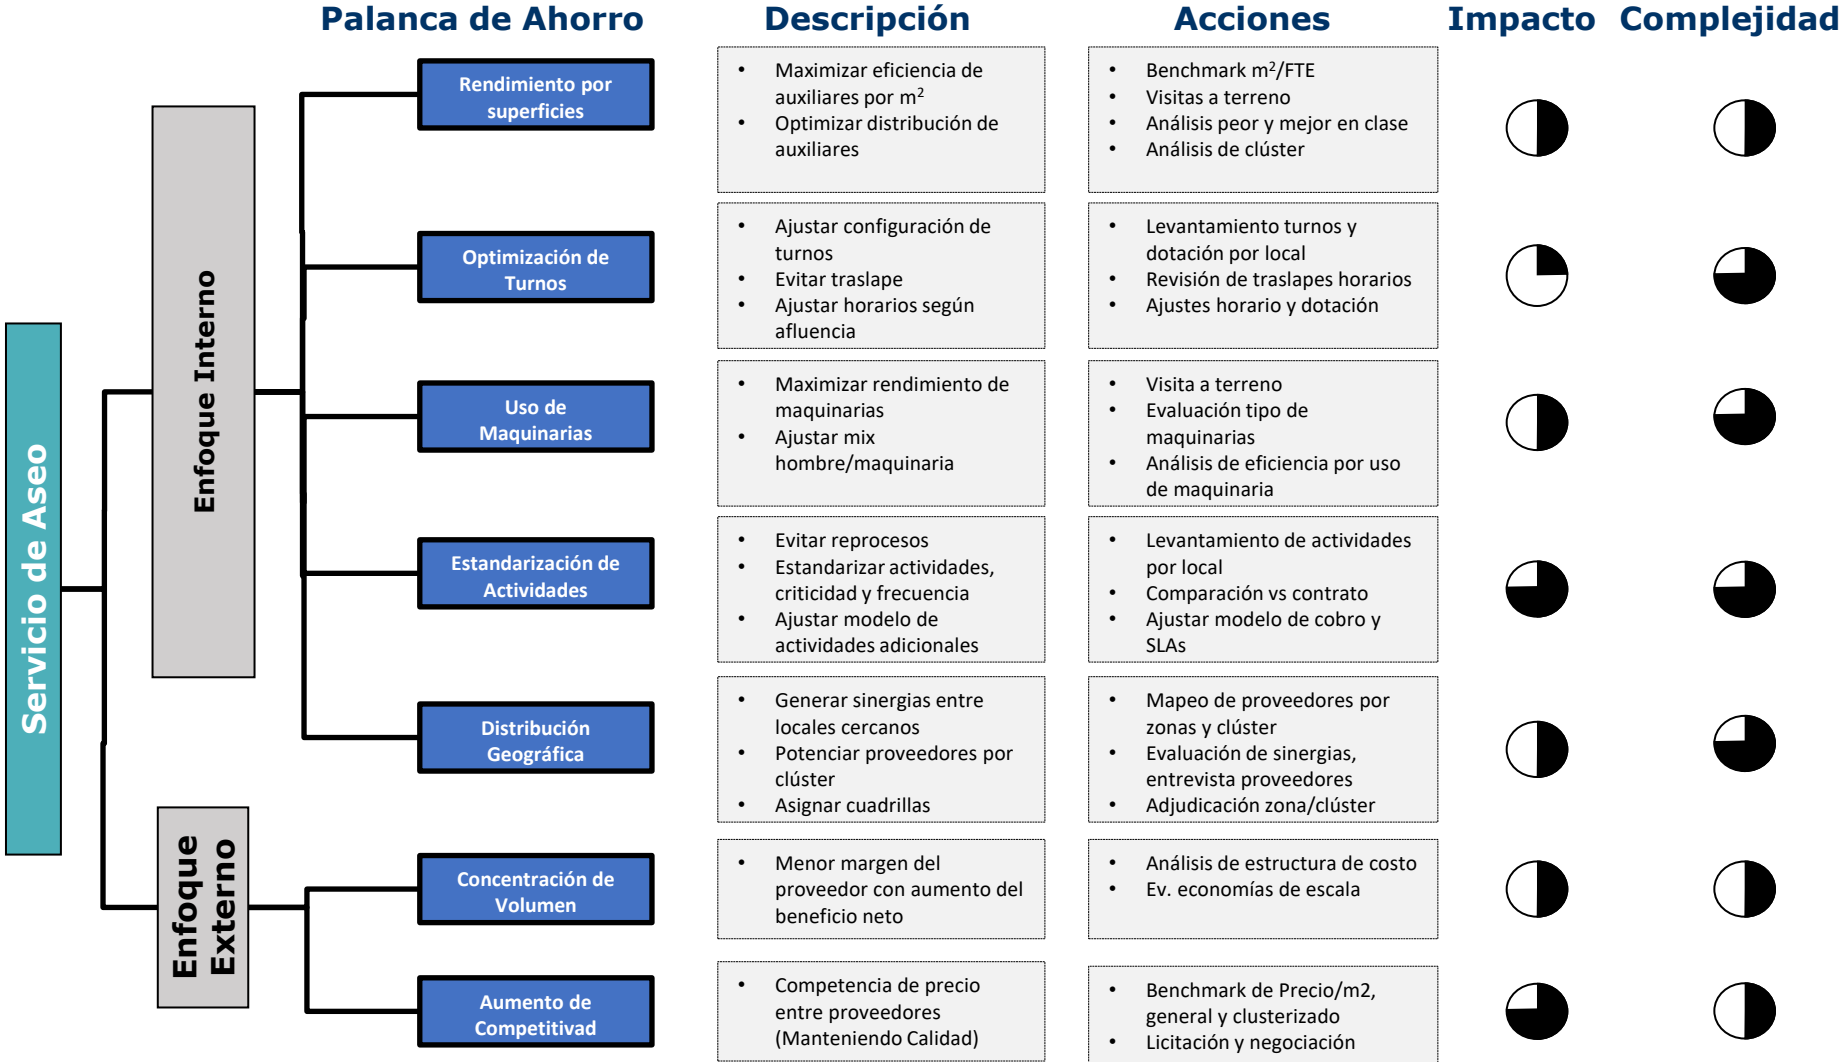 Palanca de Ahorro
Descripción
Acciones
Impacto
Complejidad
Servicio de Aseo
Enfoque Interno
Rendimiento por
superficies
• Maximizar eficiencia de
auxiliares por m²
• Optimizar distribución de
auxiliares
• Benchmark m²/FTE
• Visitas a terreno
• Análisis peor y mejor en clase
• Análisis de clúster
Optimización de
Turnos
• Ajustar configuración de
turnos
• Evitar traslape
• Ajustar horarios según
afluencia
• Levantamiento turnos y
dotación por local
• Revisión de traslapes horarios
• Ajustes horario y dotación
Uso de
Maquinarias
• Maximizar rendimiento de
maquinarias
• Ajustar mix
hombre/maquinaria
• Visita a terreno
• Evaluación tipo de
maquinarias
• Análisis de eficiencia por uso
de maquinaria
Estandarización de
Actividades
• Evitar reprocesos
• Estandarizar actividades,
criticidad y frecuencia
• Ajustar modelo de
actividades adicionales
• Levantamiento de actividades
por local
• Comparación vs contrato
• Ajustar modelo de cobro y
SLAs
Distribución
Geográfica
• Generar sinergias entre
locales cercanos
• Potenciar proveedores por
clúster
• Asignar cuadrillas
• Mapeo de proveedores por
zonas y clúster
• Evaluación de sinergias,
entrevista proveedores
• Adjudicación zona/clúster
Enfoque
Externo
Concentración de
Volumen
• Menor margen del
proveedor con aumento del
beneficio neto
• Análisis de estructura de costo
• Ev. economías de escala
Aumento de
Competitivad
• Competencia de precio
entre proveedores
(Manteniendo Calidad)
• Benchmark de Precio/m2,
general y clusterizado
• Licitación y negociación